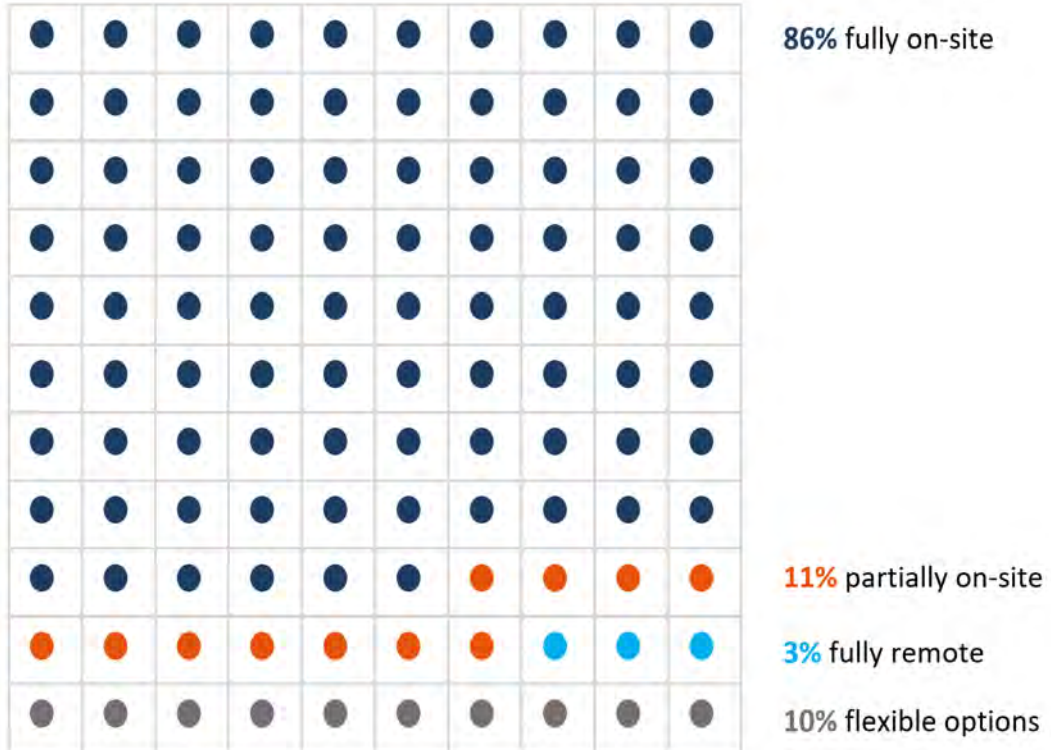 86% fully on-site
11% partially on-site
3% fully remote
10% flexible options